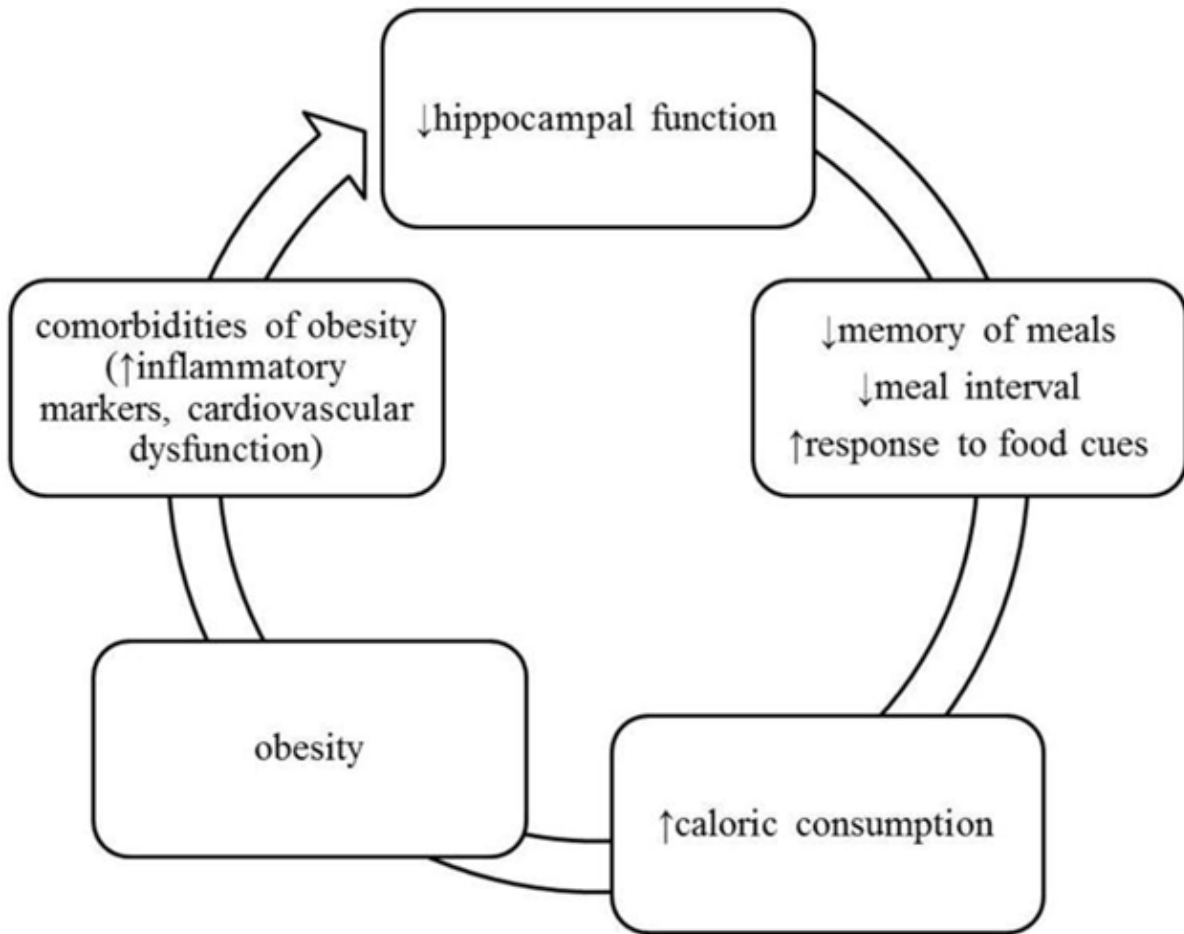 ↓hippocampal function
↓memory of meals
↓meal interval
↑response to food cues
↑caloric consumption
obesity
comorbidities of obesity
(↑inflammatory
markers, cardiovascular
dysfunction)